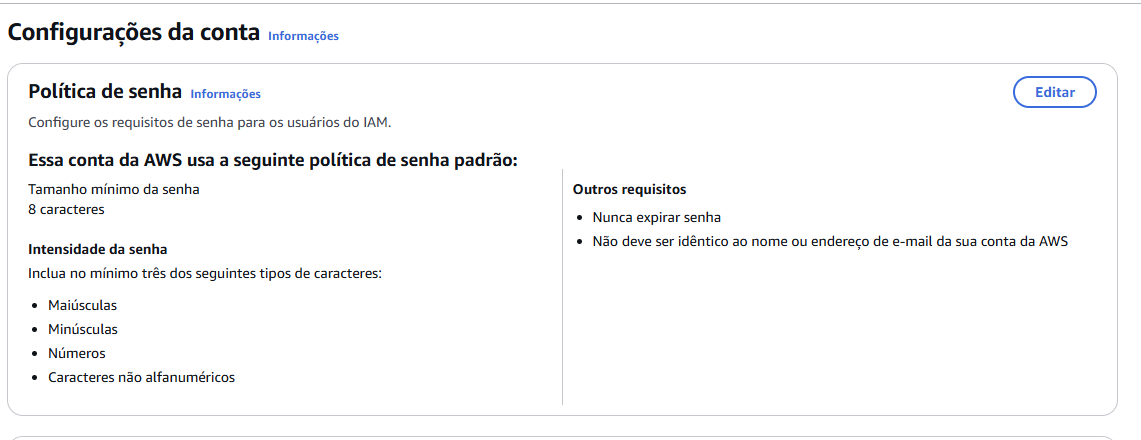 Configurações da conta Informações
Política de senha Informações
Editar
Configure os requisitos de senha para os usuários do IAM.
Essa conta da AWS usa a seguinte política de senha padrão:
Tamanho mínimo da senha
8 caracteres
Intensidade da senha
Inclua no mínimo três dos seguintes tipos de caracteres:
• Maiúsculas
• Minúsculas
• Números
• Caracteres não alfanuméricos
Outros requisitos
• Nunca expirar senha
• Não deve ser idêntico ao nome ou endereço de e-mail da sua conta da AWS